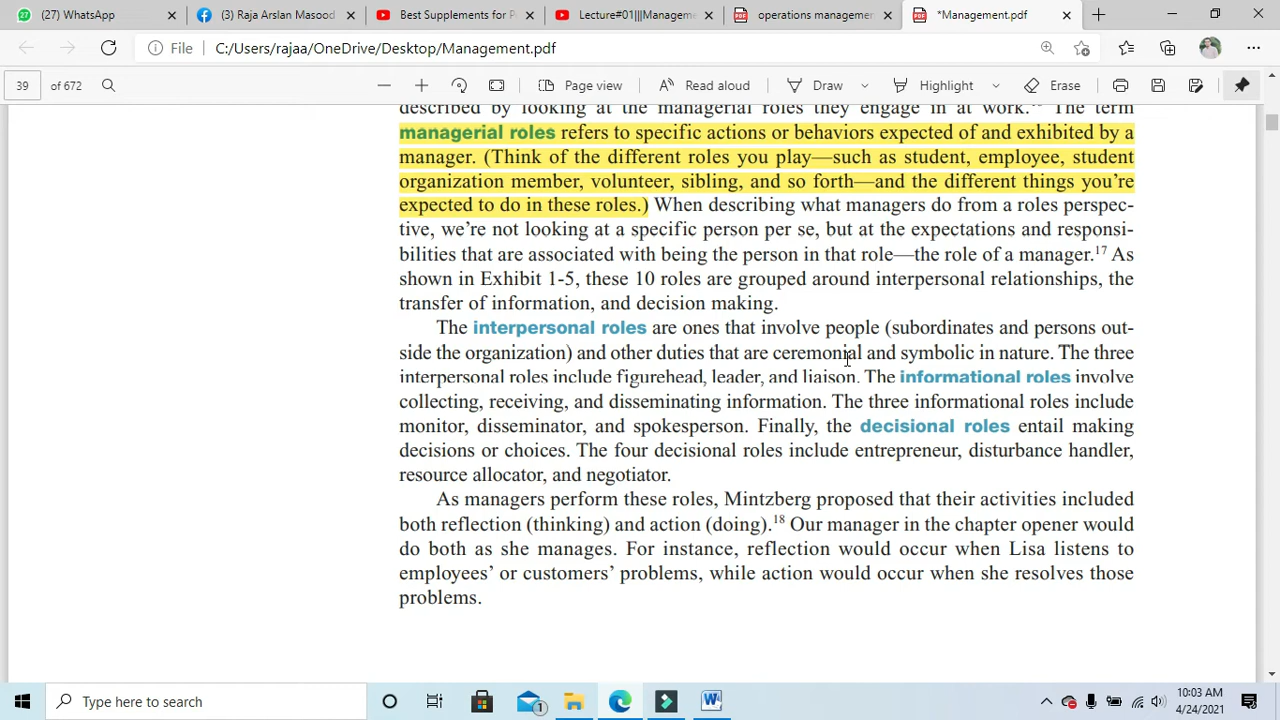 (27) WhatsApp
(3) Raja Arslan Masood
Best Supplements for P
Lecture#01|||Managem
operations managemen
*Management.pdf
File
C:/Users/rajaa/OneDrive/Desktop/Management.pdf
39
of 672
Page view
Read aloud
Draw
Highlight
Erase
described by looking at the managerial roles they engage in at work. The term
managerial roles refers to specific actions or behaviors expected of and exhibited by a
manager. (Think of the different roles you play—such as student, employee, student
organization member, volunteer, sibling, and so forth—and the different things you're
expected to do in these roles.) When describing what managers do from a roles perspec-
tive, we're not looking at a specific person per se, but at the expectations and responsi-
bilities that are associated with being the person in that role—the role of a manager.17 As
shown in Exhibit 1-5, these 10 roles are grouped around interpersonal relationships, the
transfer of information, and decision making.
The interpersonal roles are ones that involve people (subordinates and persons out-
side the organization) and other duties that are ceremonial and symbolic in nature. The three
interpersonal roles include figurehead, leader, and liaison. The informational roles involve
collecting, receiving, and disseminating information. The three informational roles include
monitor, disseminator, and spokesperson. Finally, the decisional roles entail making
decisions or choices. The four decisional roles include entrepreneur, disturbance handler,
resource allocator, and negotiator.
As managers perform these roles, Mintzberg proposed that their activities included
both reflection (thinking) and action (doing).18 Our manager in the chapter opener would
do both as she manages. For instance, reflection would occur when Lisa listens to
employees' or customers' problems, while action would occur when she resolves those
problems.
Type here to search
10:03 AM
4/24/2021